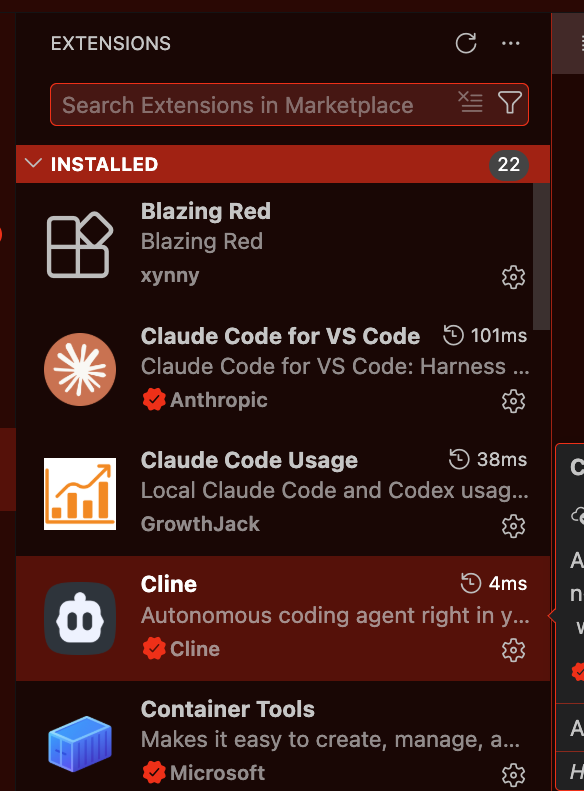 EXTENSIONS
Search Extensions in Marketplace
INSTALLED 22
Blazing Red
Blazing Red
xynny
Claude Code for VS Code 101ms
Claude Code for VS Code: Harness ...
Anthropic
Claude Code Usage 38ms
Local Claude Code and Codex usag...
GrowthJack
Cline 4ms
Autonomous coding agent right in y...
Cline
Container Tools
Makes it easy to create, manage, a...
Microsoft